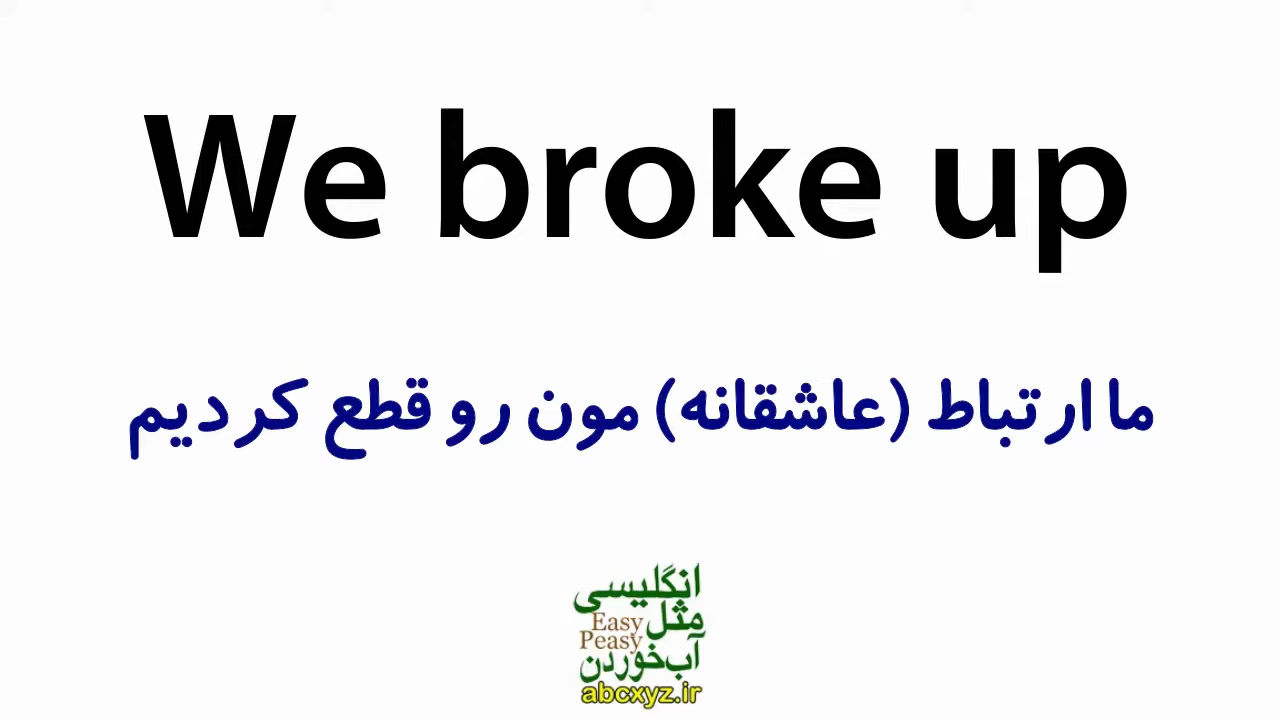 We broke up
ما ارتباط (عاشقانه) مون رو قطع کردیم
انگلیسی
مثل
Easy
Peasy
آب‌خوردن
abcxyz.ir